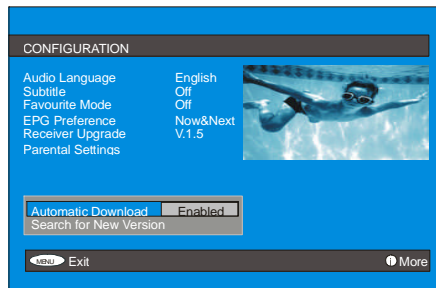 CONFIGURATION
Audio Language English
Subtitle Off
Favourite Mode Off
EPG Preference Now&Next
Receiver Upgrade V.1.5
Parental Settings
Automatic Download Enabled
Search for New Version
MENU Exit i More